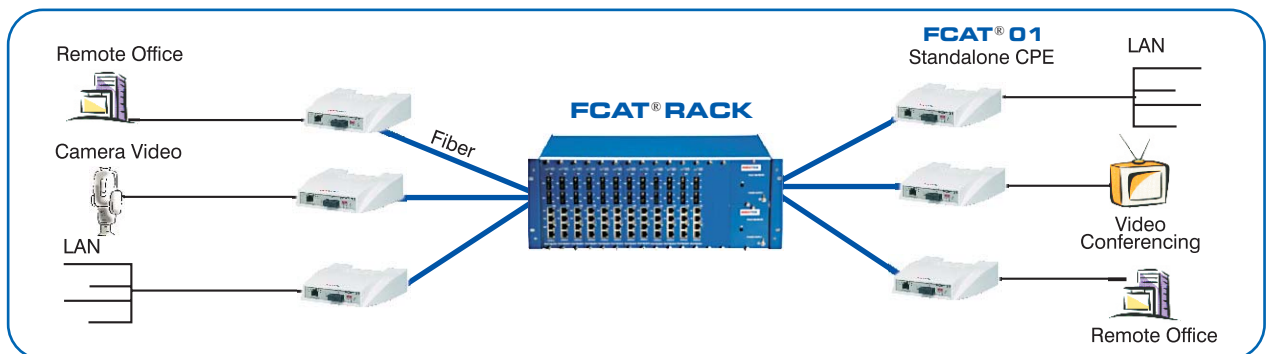 Remote Office
Camera Video
LAN
Fiber
FCAT® RACK
FCAT® 01
Standalone CPE
LAN
Video
Conferencing
Remote Office